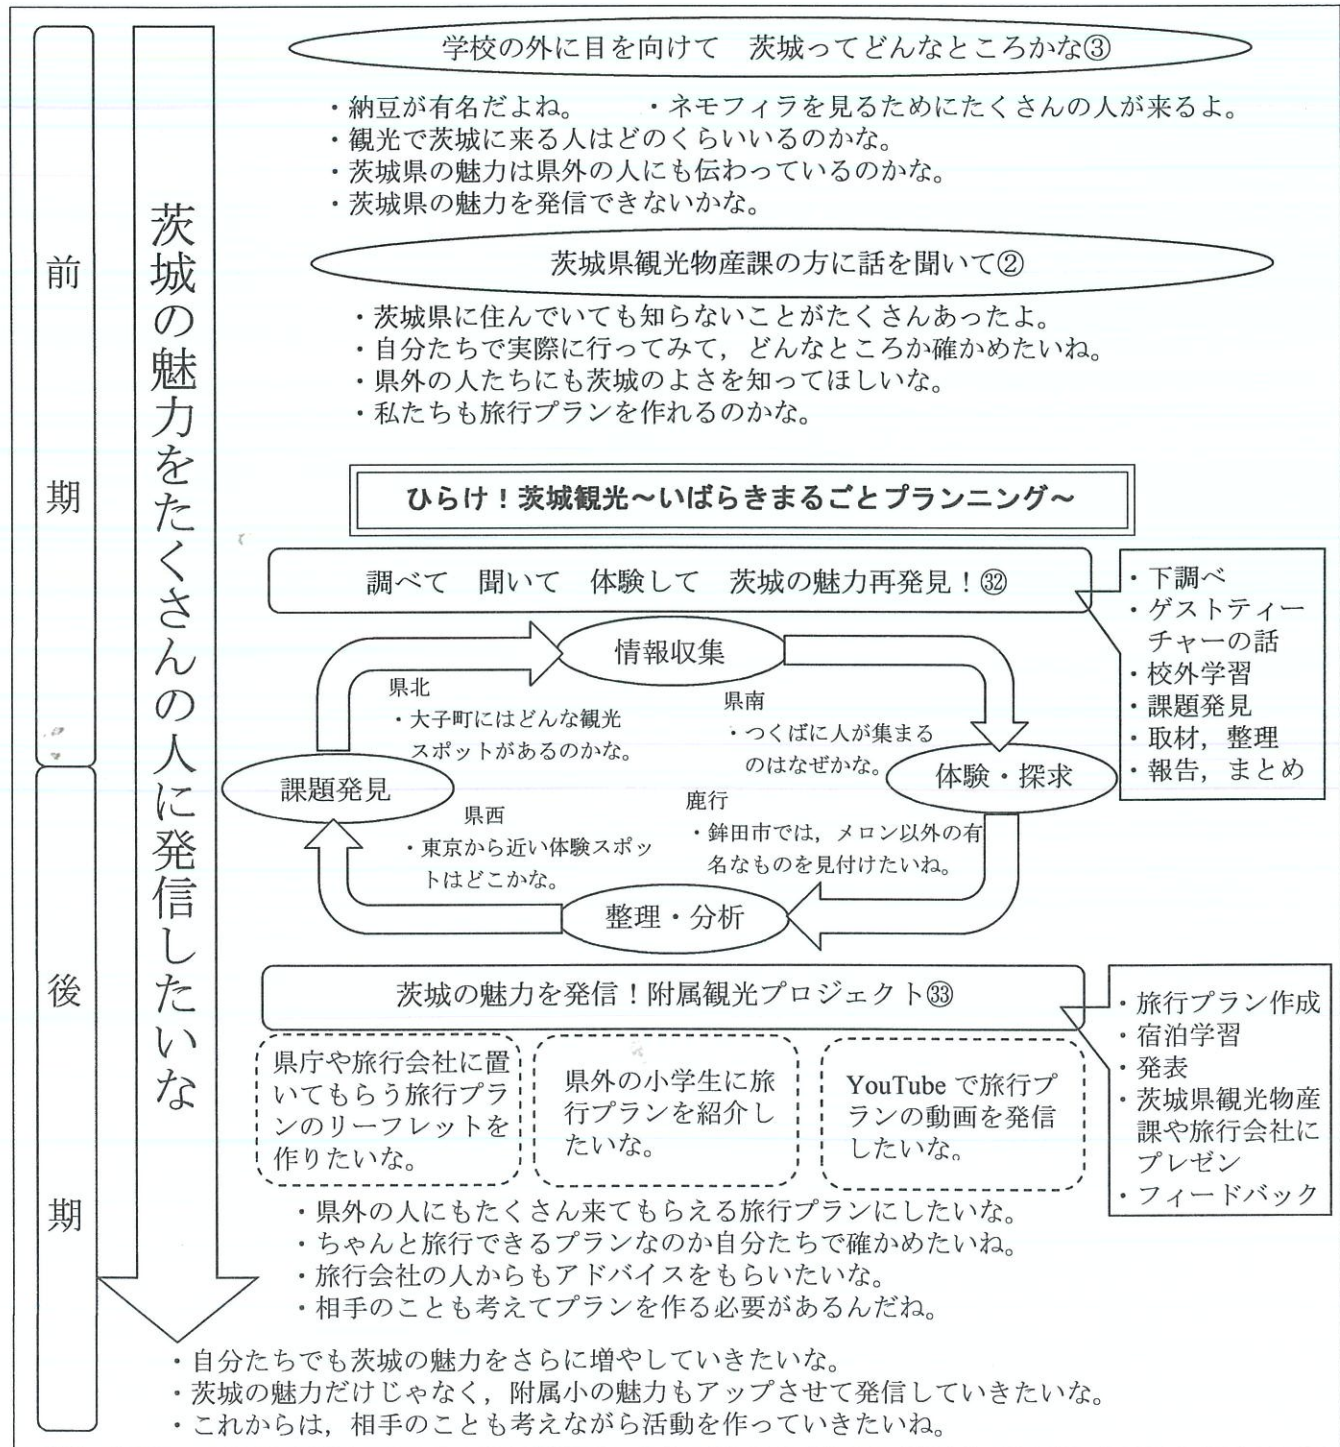 前期
後期
茨城の魅力をたくさんの人に発信したいな
学校の外に目を向けて　茨城ってどんなところかな③
・納豆が有名だよね。　　・ネモフィラを見るためにたくさんの人が来るよ。
・観光で茨城に来る人はどのくらいいるのかな。
・茨城県の魅力は県外の人にも伝わっているのかな。
・茨城県の魅力を発信できないかな。
茨城県観光物産課の方に話を聞いて②
・茨城県に住んでいても知らないことがたくさんあったよ。
・自分たちで実際に行ってみて，どんなところか確かめたいね。
・県外の人たちにも茨城のよさを知ってほしいな。
・私たちも旅行プランを作れるのかな。
ひらけ！茨城観光～いばらきまるごとプランニング～
調べて　聞いて　体験して　茨城の魅力再発見！㉜
・下調べ
・ゲストティー
チャーの話
・校外学習
・課題発見
・取材，整理
・報告，まとめ
情報収集
県北
・大子町にはどんな観光
スポットがあるのかな。
県南
・つくばに人が集まる
のはなぜかな。
課題発見
体験・探求
県西
・東京から近い体験スポッ
トはどこかな。
鹿行
・鉾田市では，メロン以外の有
名なものを見付けたいね。
整理・分析
茨城の魅力を発信！附属観光プロジェクト㉝
・旅行プラン作成
・宿泊学習
・発表
・茨城県観光物産
課や旅行会社に
プレゼン
・フィードバック
県庁や旅行会社に置
いてもらう旅行プラ
ンのリーフレットを
作りたいな。
県外の小学生に旅
行プランを紹介し
たいな。
YouTube で旅行プ
ランの動画を発信
したいな。
・県外の人にもたくさん来てもらえる旅行プランにしたいな。
・ちゃんと旅行できるプランなのか自分たちで確かめたいね。
・旅行会社の人からもアドバイスをもらいたいな。
・相手のことも考えてプランを作る必要があるんだね。
・自分たちでも茨城の魅力をさらに増やしていきたいな。
・茨城の魅力だけじゃなく，附属小の魅力もアップさせて発信していきたいな。
・これからは，相手のことも考えながら活動を作っていきたいね。